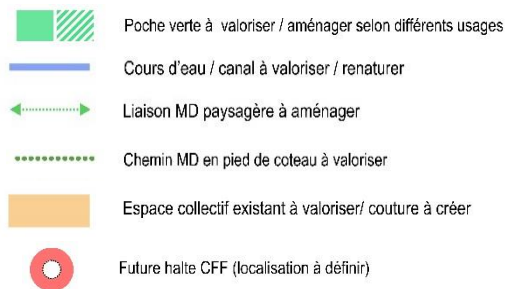 Poche verte à valoriser / aménager selon différents usages
Cours d'eau / canal à valoriser / renaturer
Liaison MD paysagère à aménager
Chemin MD en pied de coteau à valoriser
Espace collectif existant à valoriser/ couture à créer
Future halte CFF (localisation à définir)